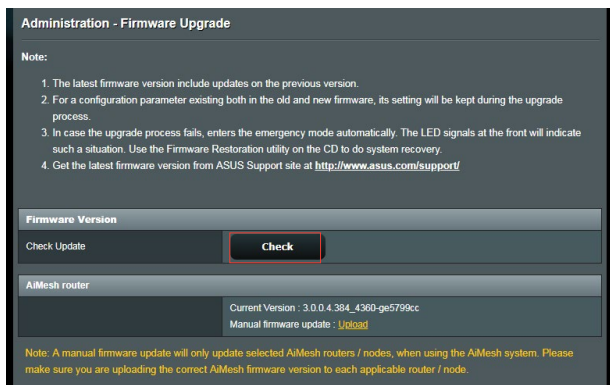 Administration - Firmware Upgrade
Note:
1. The latest firmware version include updates on the previous version.
2. For a configuration parameter existing both in the old and new firmware, its setting will be kept during the upgrade
process.
3. In case the upgrade process fails, enters the emergency mode automatically. The LED signals at the front will indicate
such a situation. Use the Firmware Restoration utility on the CD to do system recovery.
4. Get the latest firmware version from ASUS Support site at http://www.asus.com/support/
Firmware Version
Check Update Check
AiMesh router
Current Version : 3.0.0.4.384_4360-ge5799cc
Manual firmware update : Upload
Note: A manual firmware update will only update selected AiMesh routers / nodes, when using the AiMesh system. Please
make sure you are uploading the correct AiMesh firmware version to each applicable router / node.